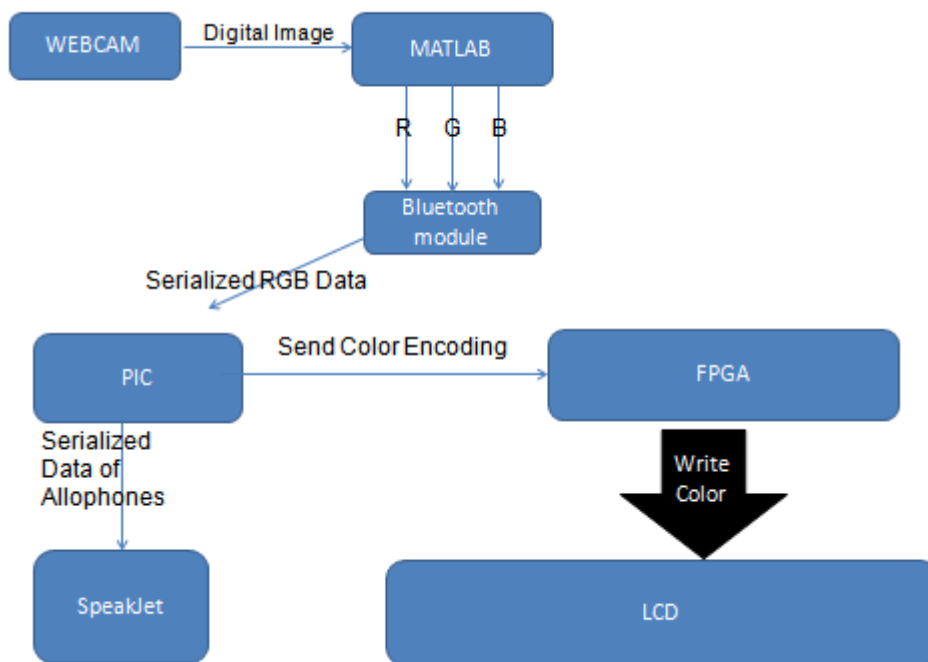 WEBCAM
Digital Image
MATLAB
R G B
Bluetooth
module
Serialized RGB Data
PIC
Send Color Encoding
FPGA
Serialized
Data of
Allophones
Write
Color
SpeakJet
LCD